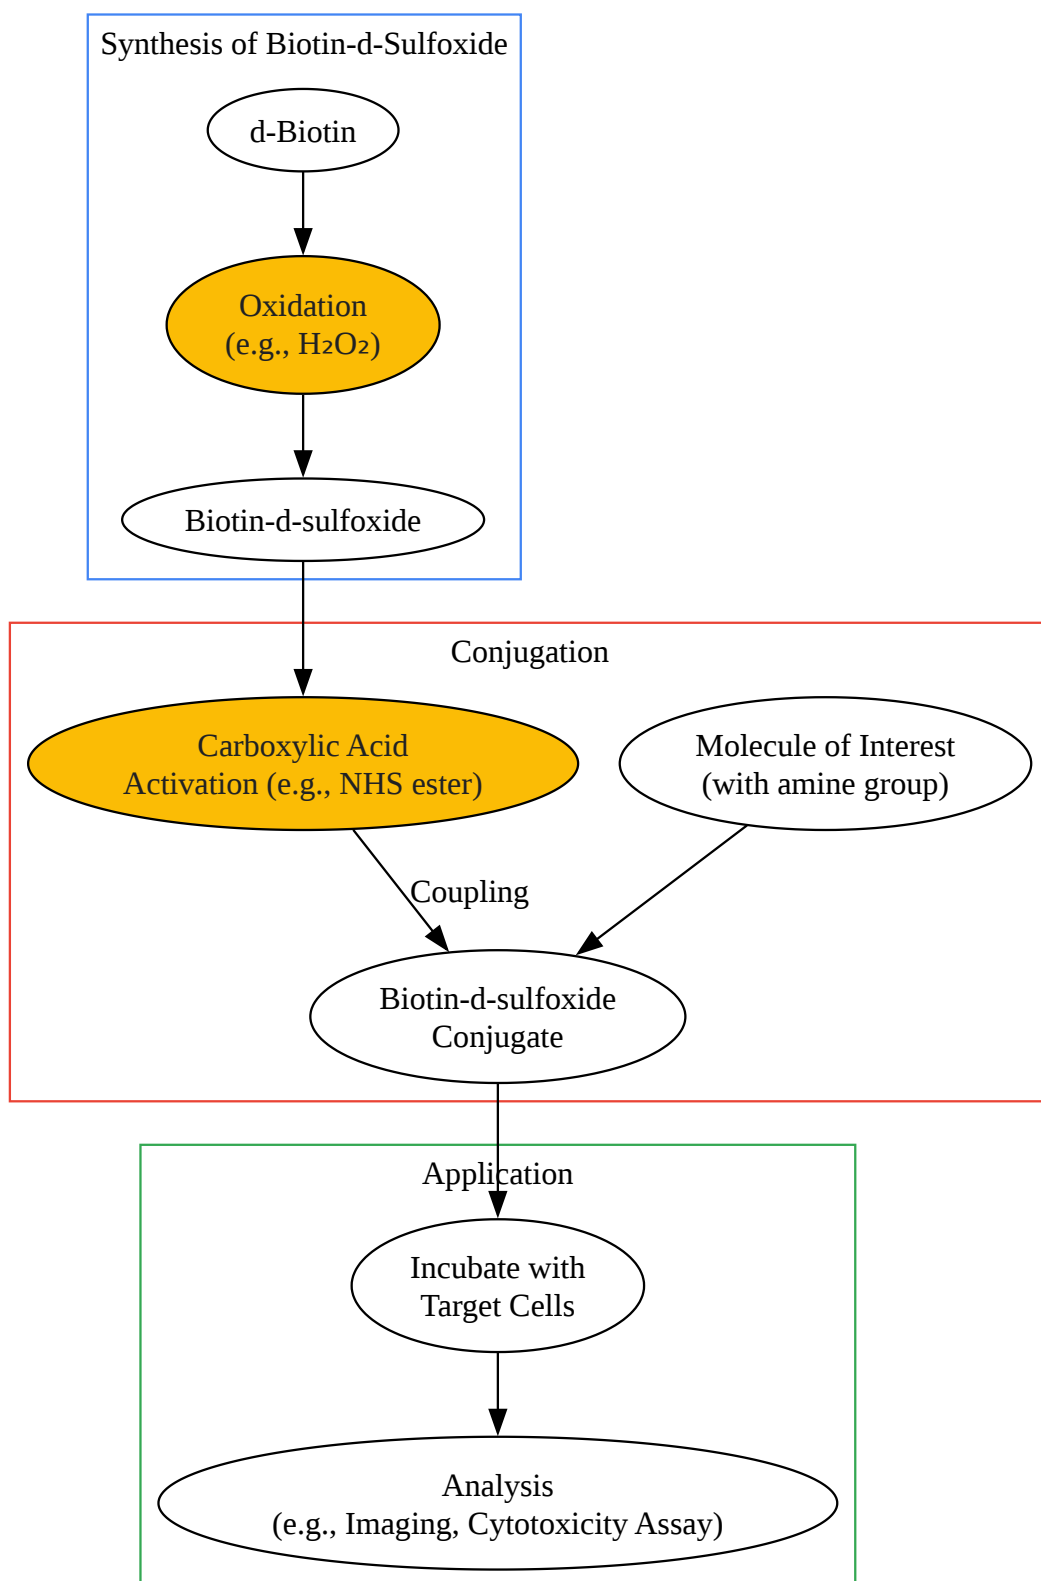 Synthesis of Biotin-d-Sulfoxide
d-Biotin
Oxidation
(e.g., H₂O₂)
Biotin-d-sulfoxide
Conjugation
Carboxylic Acid
Activation (e.g., NHS ester)
Molecule of Interest
(with amine group)
Coupling
Biotin-d-sulfoxide
Conjugate
Application
Incubate with
Target Cells
Analysis
(e.g., Imaging, Cytotoxicity Assay)